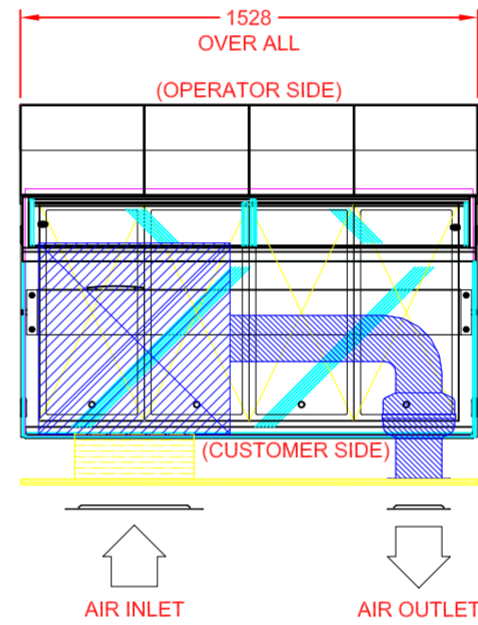 1528
OVER ALL
(OPERATOR SIDE)
(CUSTOMER SIDE)
AIR INLET
AIR OUTLET